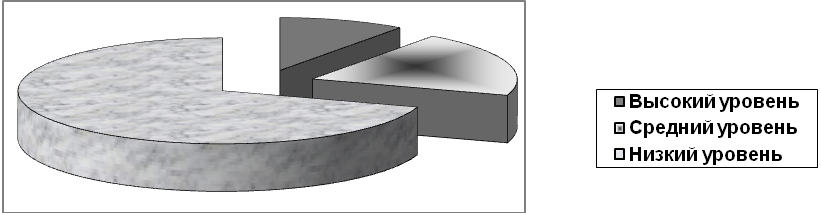 Высокий уровень
Средний уровень
Низкий уровень